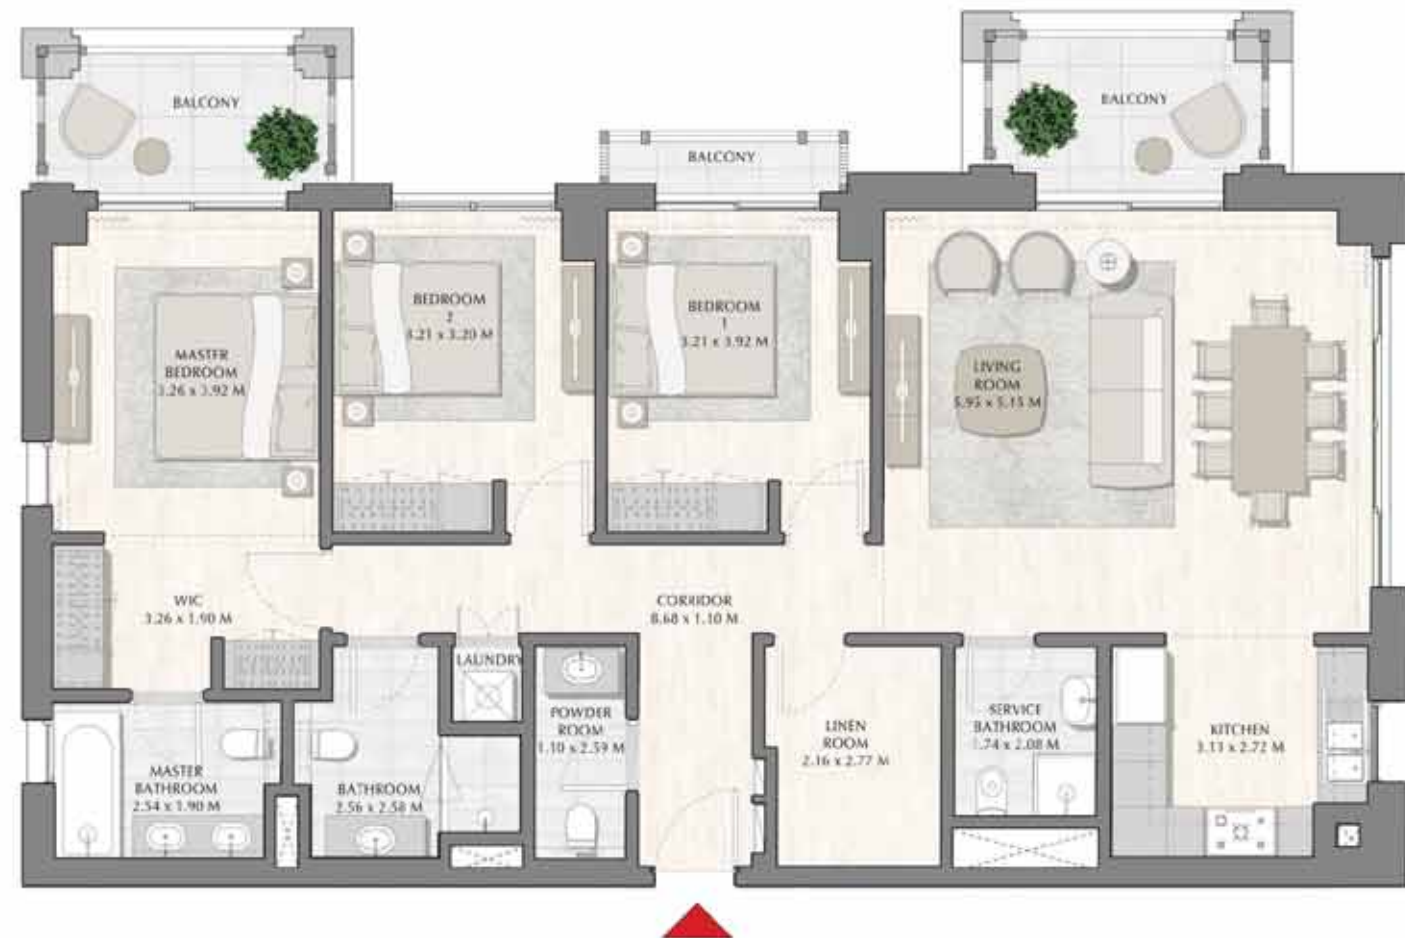 BALCONY
BALCONY
BALCONY
MASTER
BEDROOM
3.26 x 3.92 M
BEDROOM
2
3.21 x 3.20 M
BEDROOM
1
3.21 x 3.92 M
LIVING
ROOM
5.95 x 5.15 M
WIC
3.26 x 1.90 M
CORRIDOR
8.68 x 1.10 M
LAUNDRY
MASTER
BATHROOM
2.54 x 1.90 M
BATHROOM
2.56 x 2.58 M
POWDER
ROOM
1.10 x 2.59 M
LINEN
ROOM
2.16 x 2.77 M
SERVICE
BATHROOM
1.74 x 2.08 M
KITCHEN
3.13 x 2.72 M